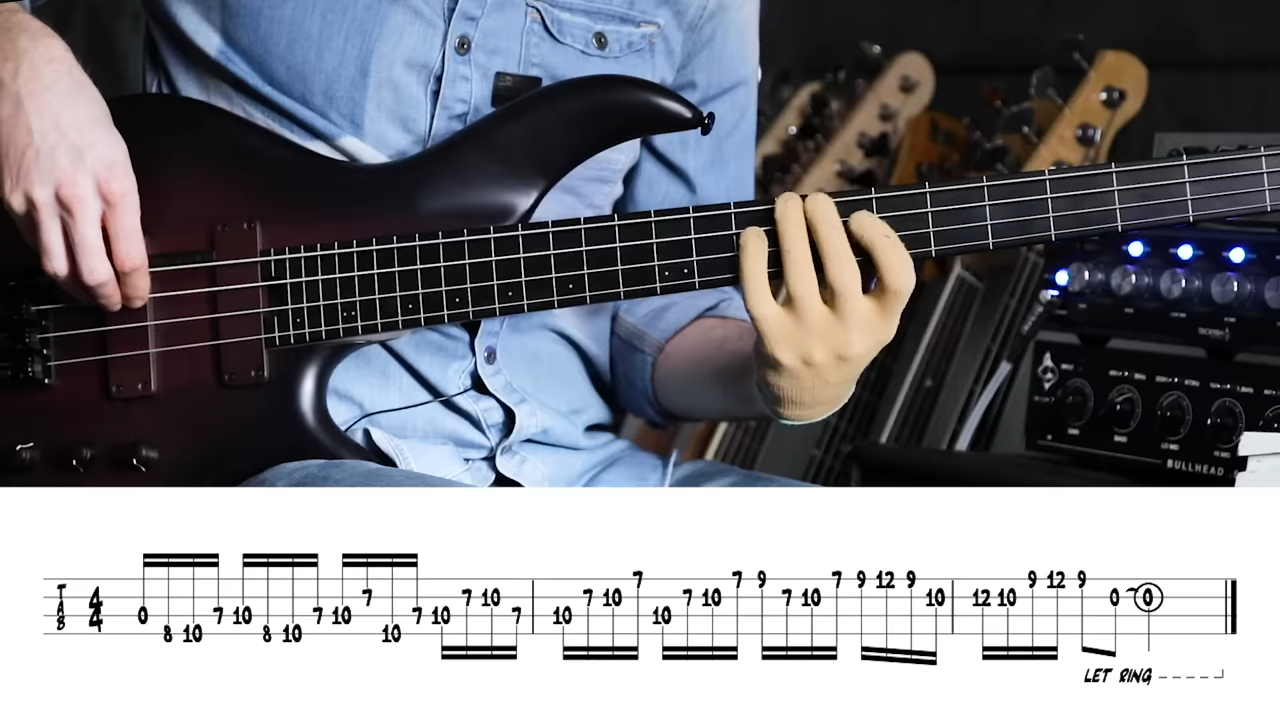 BULLHEAD
T
A
B
4
4
7 7 9 7 9 12 9 9 12 9
7 7 10 7 10 7 10 7 10 10 12 10 0 0
0 7 10 7 10 10 7 10 10
8 10 8 10 10
LET RING